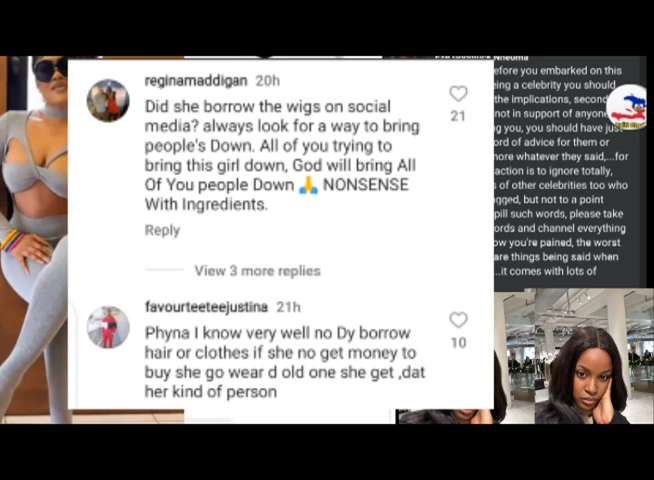 reginamaddigan 20h
Did she borrow the wigs on social
media? always look for a way to bring
people's Down. All of you trying to
bring this girl down, God will bring All
Of You people Down 🙏 NONSENSE
With Ingredients.
21
Reply
View 3 more replies
favourteeteejustina 21h
Phyna I know very well no Dy borrow
hair or clothes if she no get money to
buy she go wear d old one she get ,dat
her kind of person
10
efore you embarked on this
eing a celebrity you should
the implications, second
not in support of anyone
g you, you should have just
ord of advice for them or
nore whatever they said,...for
action is to ignore totally,
s of other celebrities too who
agged, but not to a point
pill such words, please take
ords and channel everything
ow you're pained, the worst
are things being said when
...it comes with lots of